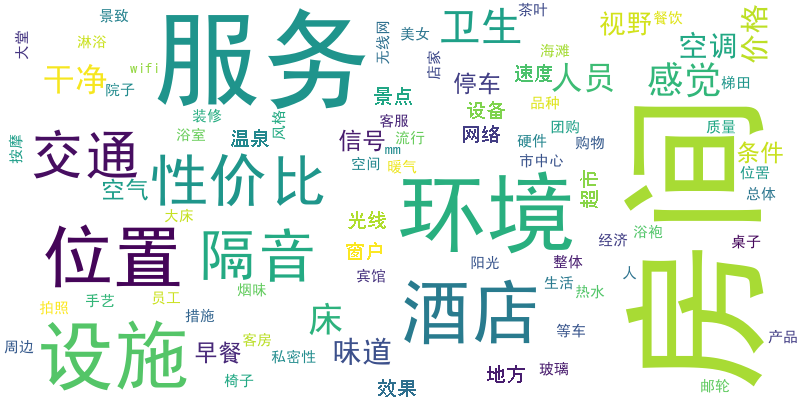 景致
茶叶
大堂
淋浴
服务
无线网
美女
卫生
视野
餐饮
价格
wifi
店家
海滩
空调
干净
院子
景点
停车
速度
人员
感觉
梯田
装修
设备
品种
按摩
交通
浴室
温泉
风格
信号
客服
流行
网络
团购
硬件
购物
质量
条件
mm
空气
性价比
空间
暖气
环境
市中心
超市
位置
总体
房间
大床
光线
浴袍
位置
隔音
窗户
经济
桌子
宾馆
阳光
整体
人
烟味
酒店
生活
热水
拍照
手艺
员工
措施
设施
床
等车
产品
周边
早餐
客房
私密性
味道
椅子
地方
玻璃
效果
邮轮